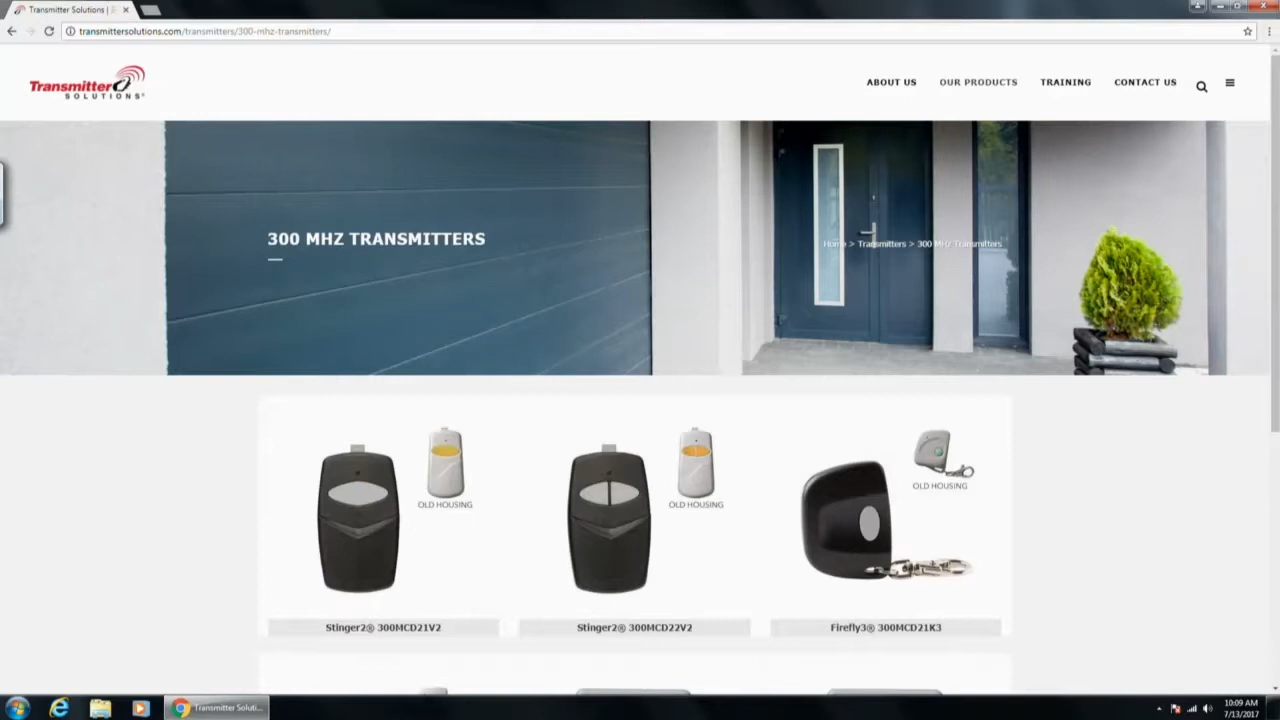 Transmitter Solutions |
transmittersolutions.com/transmitters/300-mhz-transmitters/
Transmitter
SOLUTIONS®
ABOUT US
OUR PRODUCTS
TRAINING
CONTACT US
300 MHZ TRANSMITTERS
Home > Transmitters > 300 MHz Transmitters
OLD HOUSING
OLD HOUSING
OLD HOUSING
Stinger2® 300MCD21V2
Stinger2® 300MCD22V2
Firefly3® 300MCD21K3
Transmitter Soluti...
10:09 AM
7/13/2017